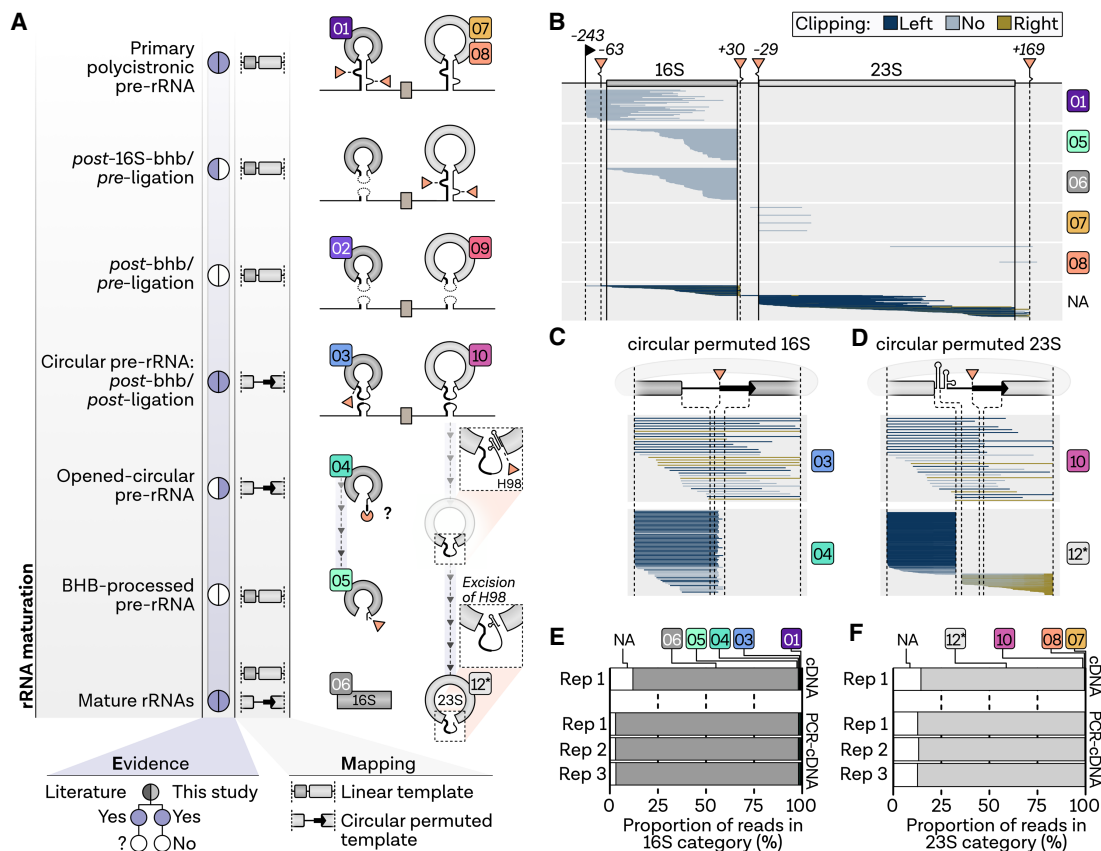 A
Primary
polycistronic
pre-rRNA
01
07
08
post-16S-bhb/
pre-ligation
post-bhb/
pre-ligation
02
09
Circular pre-rRNA:
post-bhb/
post-ligation
03
10
H98
Opened-circular
pre-rRNA
04
?
BHB-processed
pre-rRNA
05
Excision
of H98
Mature rRNAs
06
16S
23S
12*
rRNA maturation
Evidence
Literature
This study
Yes
Yes
?
No
Mapping
Linear template
Circular permuted
template
B
Clipping:
Left
No
Right
-243
-63
+30
-29
+169
16S
23S
01
05
06
07
08
NA
C
circular permuted 16S
03
04
D
circular permuted 23S
10
12*
E
NA
06
05
04
03
01
Rep 1
cDNA
Rep 1
Rep 2
Rep 3
PCR-cDNA
0
25
50
75
100
Proportion of reads in
16S category (%)
F
NA
12*
10
08
07
Rep 1
cDNA
Rep 1
Rep 2
Rep 3
PCR-cDNA
0
25
50
75
100
Proportion of reads in
23S category (%)